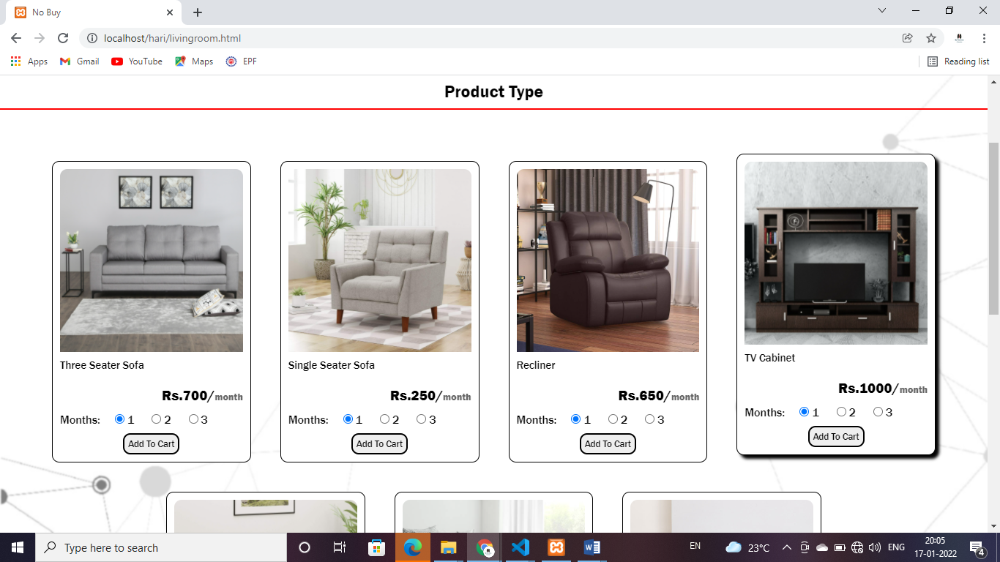 No Buy
localhost/hari/livingroom.html
Apps Gmail YouTube Maps EPF Reading list
Product Type
Three Seater Sofa
Rs.700/month
Months: 1 2 3
Add To Cart
Single Seater Sofa
Rs.250/month
Months: 1 2 3
Add To Cart
Recliner
Rs.650/month
Months: 1 2 3
Add To Cart
TV Cabinet
Rs.1000/month
Months: 1 2 3
Add To Cart
Type here to search
EN
23°C
ENG
20:05
17-01-2022
4